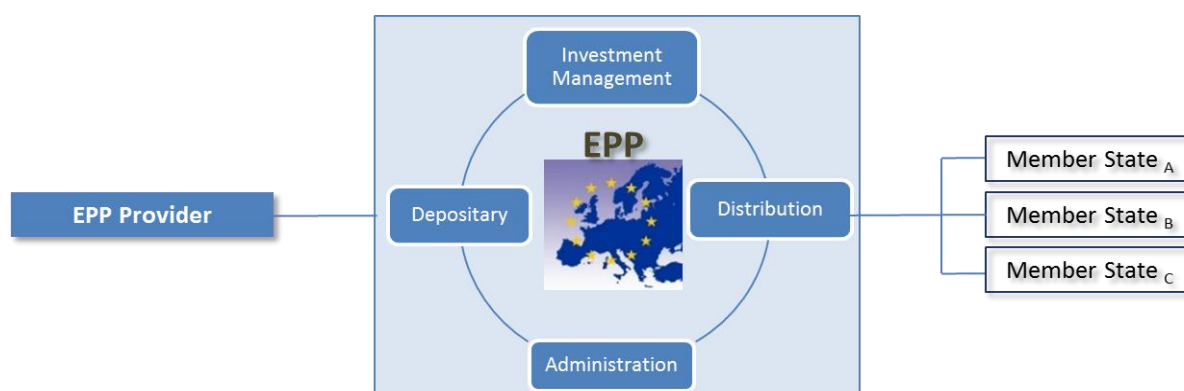 Investment
Management
EPP
EPP Provider
Depositary
Distribution
Administration
Member State A
Member State B
Member State C